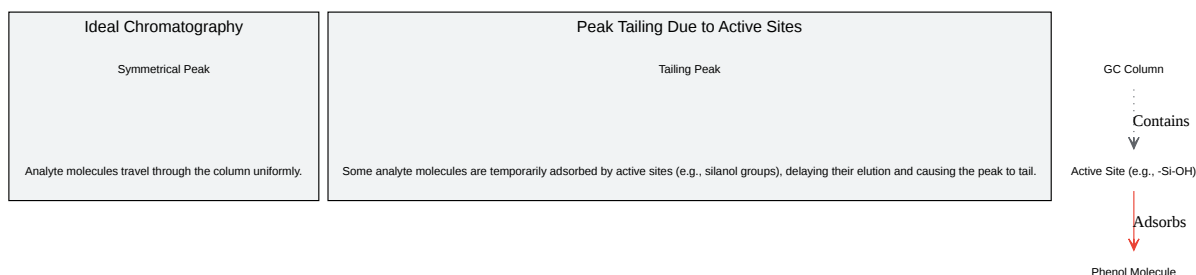 Ideal Chromatography
Symmetrical Peak
Analyte molecules travel through the column uniformly.
Peak Tailing Due to Active Sites
Tailing Peak
Some analyte molecules are temporarily adsorbed by active sites (e.g., silanol groups), delaying their elution and causing the peak to tail.
GC Column
Contains
Active Site (e.g., -Si-OH)
Adsorbs
Phenol Molecule